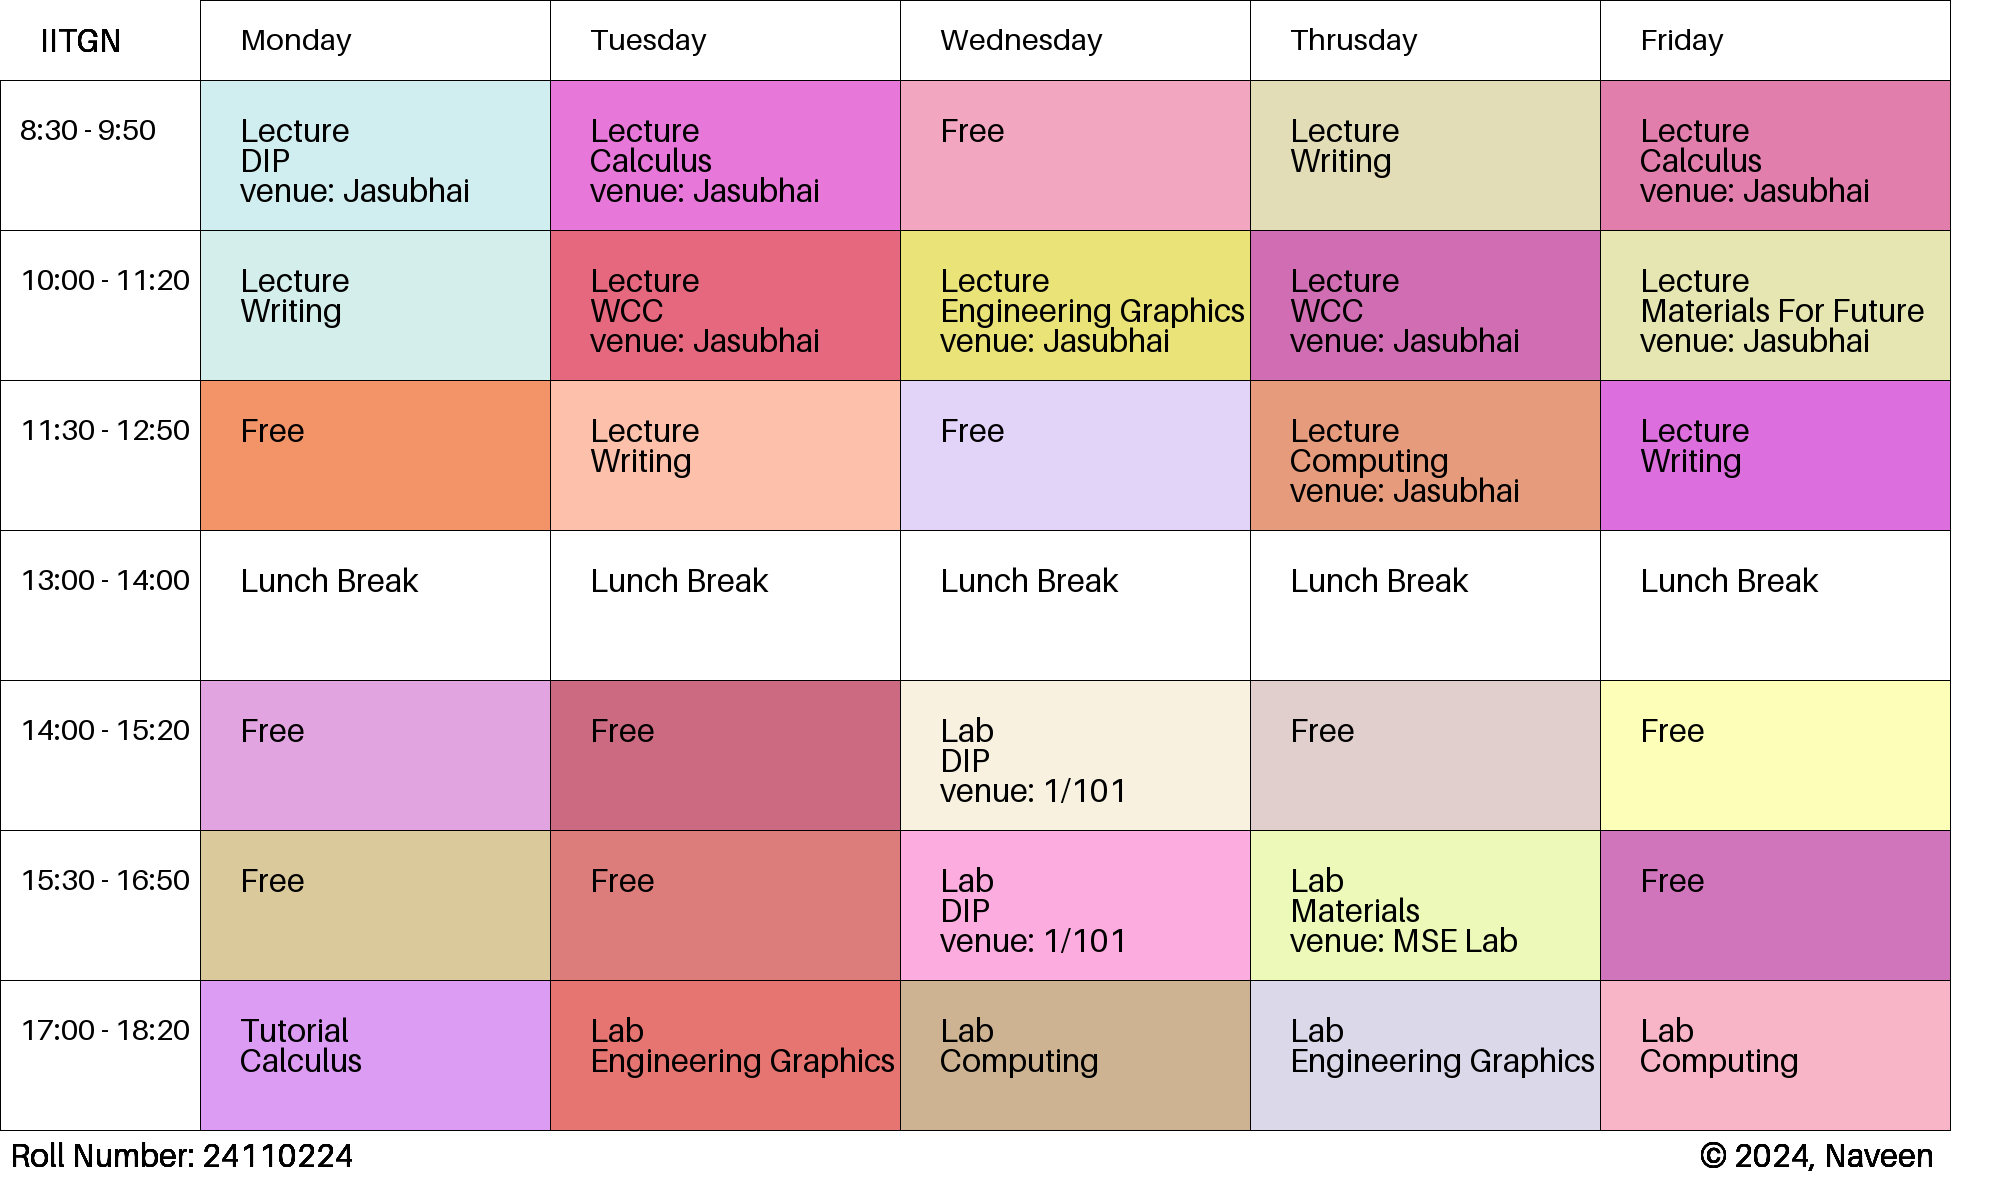 IITGN Monday Tuesday Wednesday Thrusday Friday
8:30 - 9:50
Lecture
DIP
venue: Jasubhai
Lecture
Calculus
venue: Jasubhai
Free
Lecture
Writing
Lecture
Calculus
venue: Jasubhai
10:00 - 11:20
Lecture
Writing
Lecture
WCC
venue: Jasubhai
Lecture
Engineering Graphics
venue: Jasubhai
Lecture
WCC
venue: Jasubhai
Lecture
Materials For Future
venue: Jasubhai
11:30 - 12:50
Free
Lecture
Writing
Free
Lecture
Computing
venue: Jasubhai
Lecture
Writing
13:00 - 14:00
Lunch Break
Lunch Break
Lunch Break
Lunch Break
Lunch Break
14:00 - 15:20
Free
Free
Lab
DIP
venue: 1/101
Free
Free
15:30 - 16:50
Free
Free
Lab
DIP
venue: 1/101
Lab
Materials
venue: MSE Lab
Free
17:00 - 18:20
Tutorial
Calculus
Lab
Engineering Graphics
Lab
Computing
Lab
Engineering Graphics
Lab
Computing
Roll Number: 24110224
© 2024, Naveen